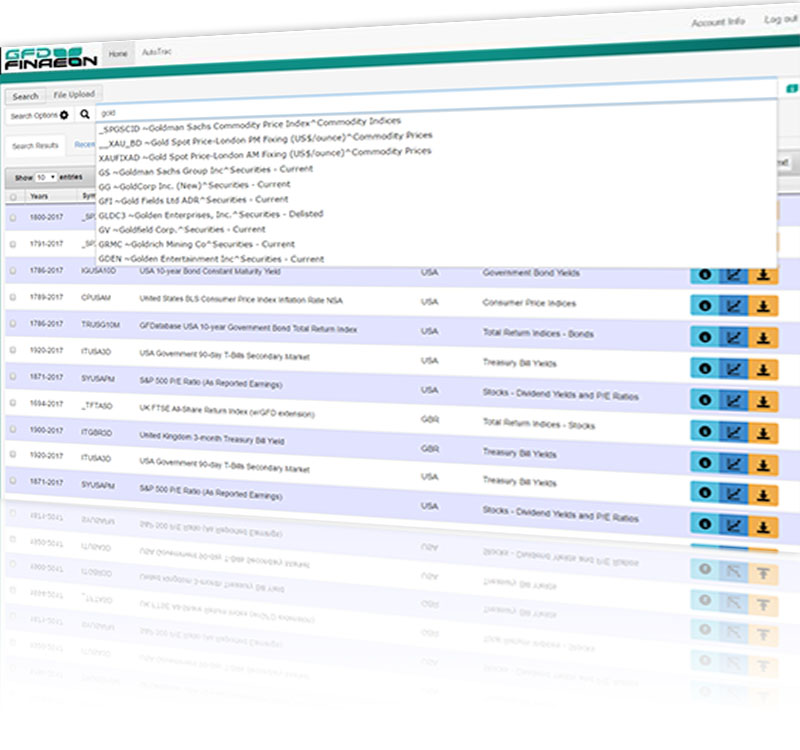 Account Info Log out
GFD
FINAEON
Home AutoTrac
Search File Upload
Search Options gold
_SPGSCID ~Goldman Sachs Commodity Price Index^Commodity Indices
__XAU_BD ~Gold Spot Price-London PM Fixing (US$/ounce)^Commodity Prices
XAUFIXAD ~Gold Spot Price-London AM Fixing (US$/ounce)^Commodity Prices
GS ~Goldman Sachs Group Inc^Securities - Current
GG ~GoldCorp Inc. (New)^Securities - Current
GFI ~Gold Fields Ltd ADR^Securities - Current
GLDC3 ~Golden Enterprises, Inc.^Securities - Delisted
GV ~Goldfield Corp.^Securities - Current
GRMC ~Goldrich Mining Co^Securities - Current
GDEN ~Golden Entertainment Inc^Securities - Current
Search Results Recen
Show 10 entries
Years Sym
1800-2017
1791-2017
1786-2017 IGUSA10D USA 10-year Bond Constant Maturity Yield USA Government Bond Yields
1789-2017 CPUSAM United States BLS Consumer Price Index Inflation Rate NSA USA Consumer Price Indices
1786-2017 TRUSG10M GFDatabase USA 10-year Government Bond Total Return Index USA Total Return Indices - Bonds
1920-2017 ITUSA3D USA Government 90-day T-Bills Secondary Market USA Treasury Bill Yields
1871-2017 SYUSAPM S&P 500 P/E Ratio (As Reported Earnings) USA Stocks - Dividend Yields and P/E Ratios
1694-2017 _TFTASD UK FTSE All-Share Return Index (w/GFD extension) GBR Total Return Indices - Stocks
1900-2017 ITGBR3D United Kingdom 3-month Treasury Bill Yield GBR Treasury Bill Yields
1920-2017 ITUSA3D USA Government 90-day T-Bills Secondary Market USA Treasury Bill Yields
1871-2017 SYUSAPM S&P 500 P/E Ratio (As Reported Earnings) USA Stocks - Dividend Yields and P/E Ratios